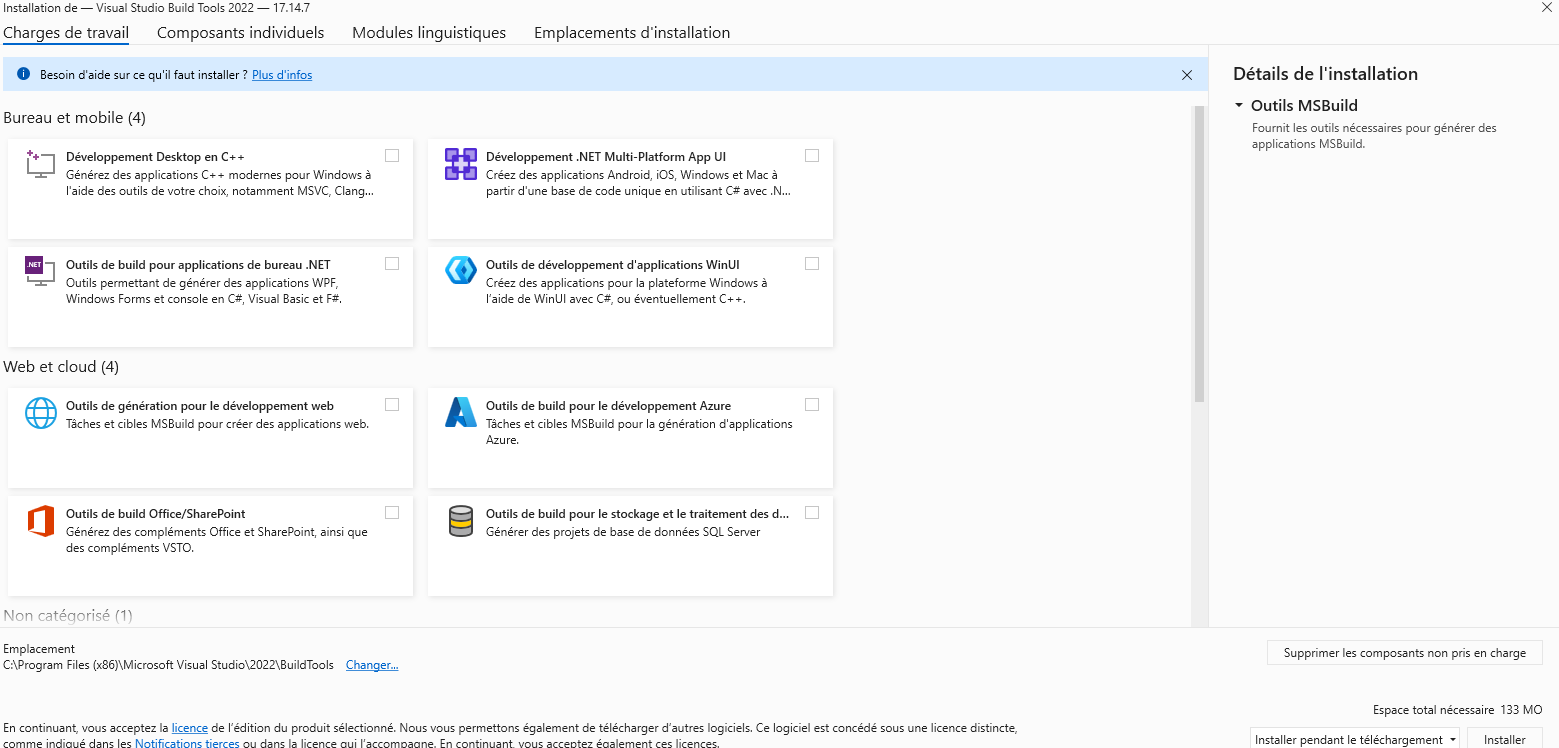 Installation de — Visual Studio Build Tools 2022 — 17.14.7
Charges de travail
Composants individuels
Modules linguistiques
Emplacements d'installation
Besoin d'aide sur ce qu'il faut installer ? Plus d'infos
Bureau et mobile (4)
Développement Desktop en C++
Générez des applications C++ modernes pour Windows à
l'aide des outils de votre choix, notamment MSVC, Clang...
Développement .NET Multi-Platform App UI
Créez des applications Android, iOS, Windows et Mac à
partir d'une base de code unique en utilisant C# avec .N...
.NET
Outils de build pour applications de bureau .NET
Outils permettant de générer des applications WPF,
Windows Forms et console en C#, Visual Basic et F#.
Outils de développement d'applications WinUI
Créez des applications pour la plateforme Windows à
l’aide de WinUI avec C#, ou éventuellement C++.
Web et cloud (4)
Outils de génération pour le développement web
Tâches et cibles MSBuild pour créer des applications web.
Outils de build pour le développement Azure
Tâches et cibles MSBuild pour la génération d'applications
Azure.
Outils de build Office/SharePoint
Générez des compléments Office et SharePoint, ainsi que
des compléments VSTO.
Outils de build pour le stockage et le traitement des d...
Générer des projets de base de données SQL Server
Non catégorisé (1)
Détails de l'installation
Outils MSBuild
Fournit les outils nécessaires pour générer des
applications MSBuild.
Emplacement
C:\Program Files (x86)\Microsoft Visual Studio\2022\BuildTools Changer...
Supprimer les composants non pris en charge
Espace total nécessaire 133 MO
En continuant, vous acceptez la licence de l’édition du produit sélectionné. Nous vous permettons également de télécharger d’autres logiciels. Ce logiciel est concédé sous une licence distincte,
comme indiqué dans les Notifications tierces ou dans la licence qui l’accompagne. En continuant, vous acceptez également ces licences.
Installer pendant le téléchargement
Installer